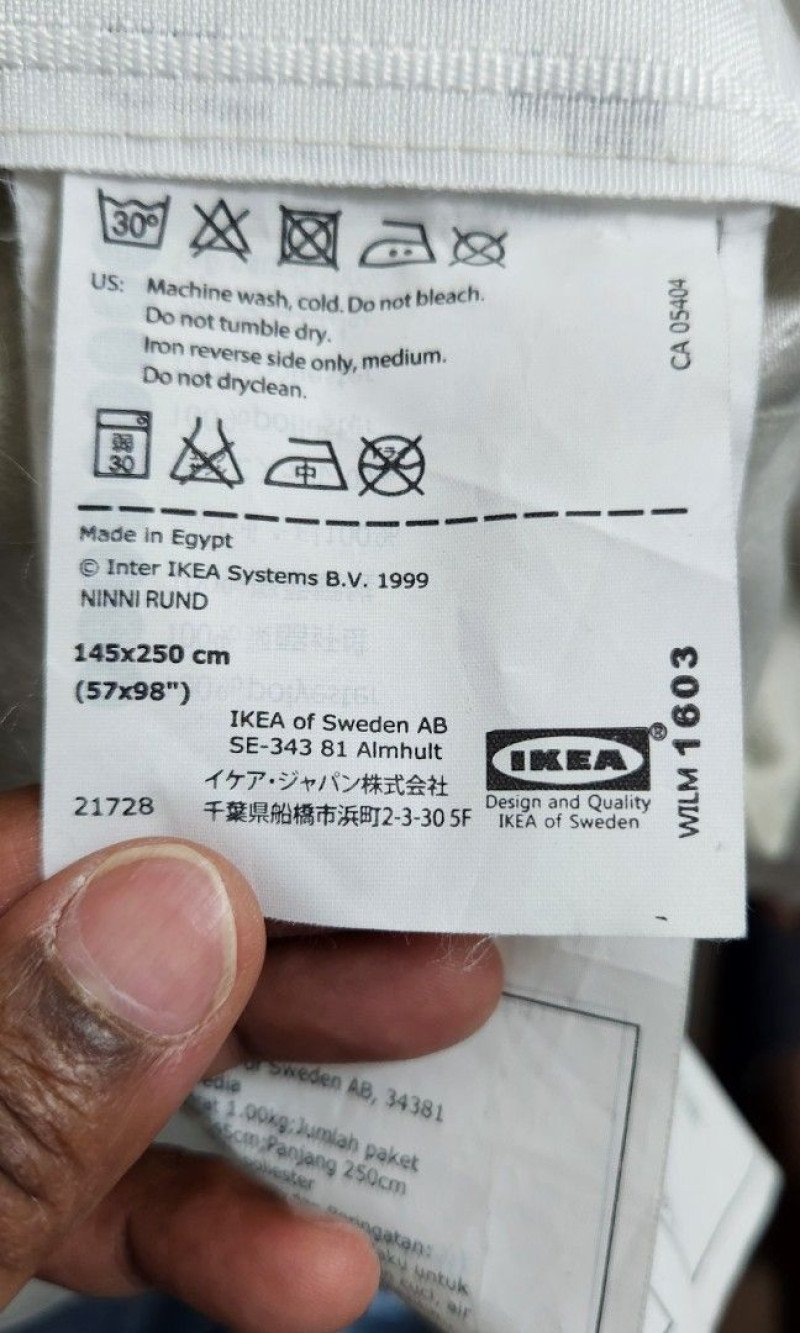 30°
US: Machine wash, cold. Do not bleach.
Do not tumble dry.
Iron reverse side only, medium.
Do not dryclean.
CA 05404
弱
30
中
Made in Egypt
© Inter IKEA Systems B.V. 1999
NINNI RUND
145x250 cm
(57x98")
IKEA of Sweden AB
SE-343 81 Almhult
イケア・ジャパン株式会社
21728 千葉県船橋市浜町2-3-30 5F
IKEA®
Design and Quality
IKEA of Sweden
WILM 1603
of Sweden AB, 34381
1.00kg;Jumlah paket
Panjang 250cm
untuk
air